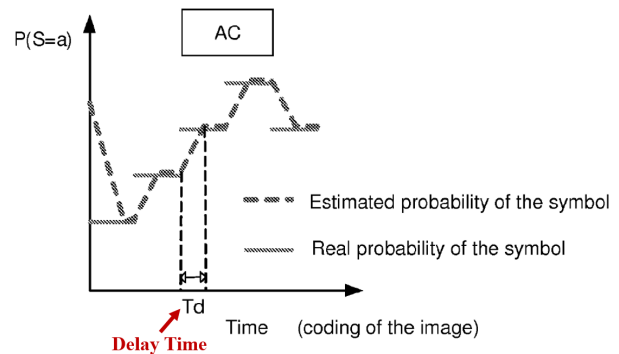 AC
P(S=a)
Estimated probability of the symbol
Real probability of the symbol
Td
Time (coding of the image)
Delay Time